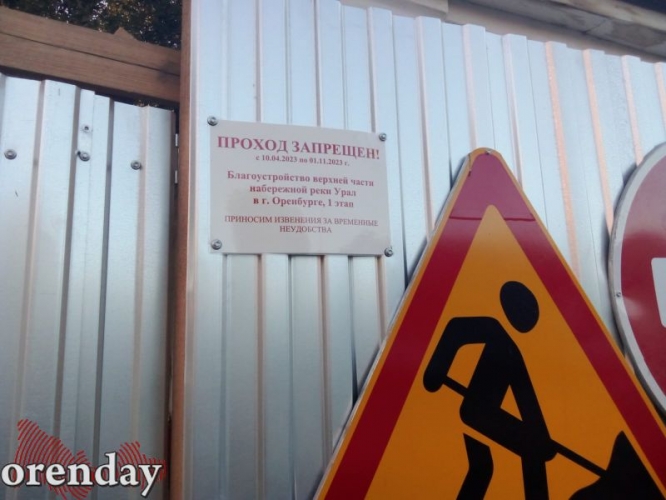 ПРОХОД ЗАПРЕЩЕН!
с 10.04.2023 по 01.11.2023 г.
Благоустройство верхней части
набережной реки Урал
в г. Оренбурге, 1 этап
ПРИНОСИМ ИЗВЕНЕНИЯ ЗА ВРЕМЕННЫЕ
НЕУДОБСТВА
orenday